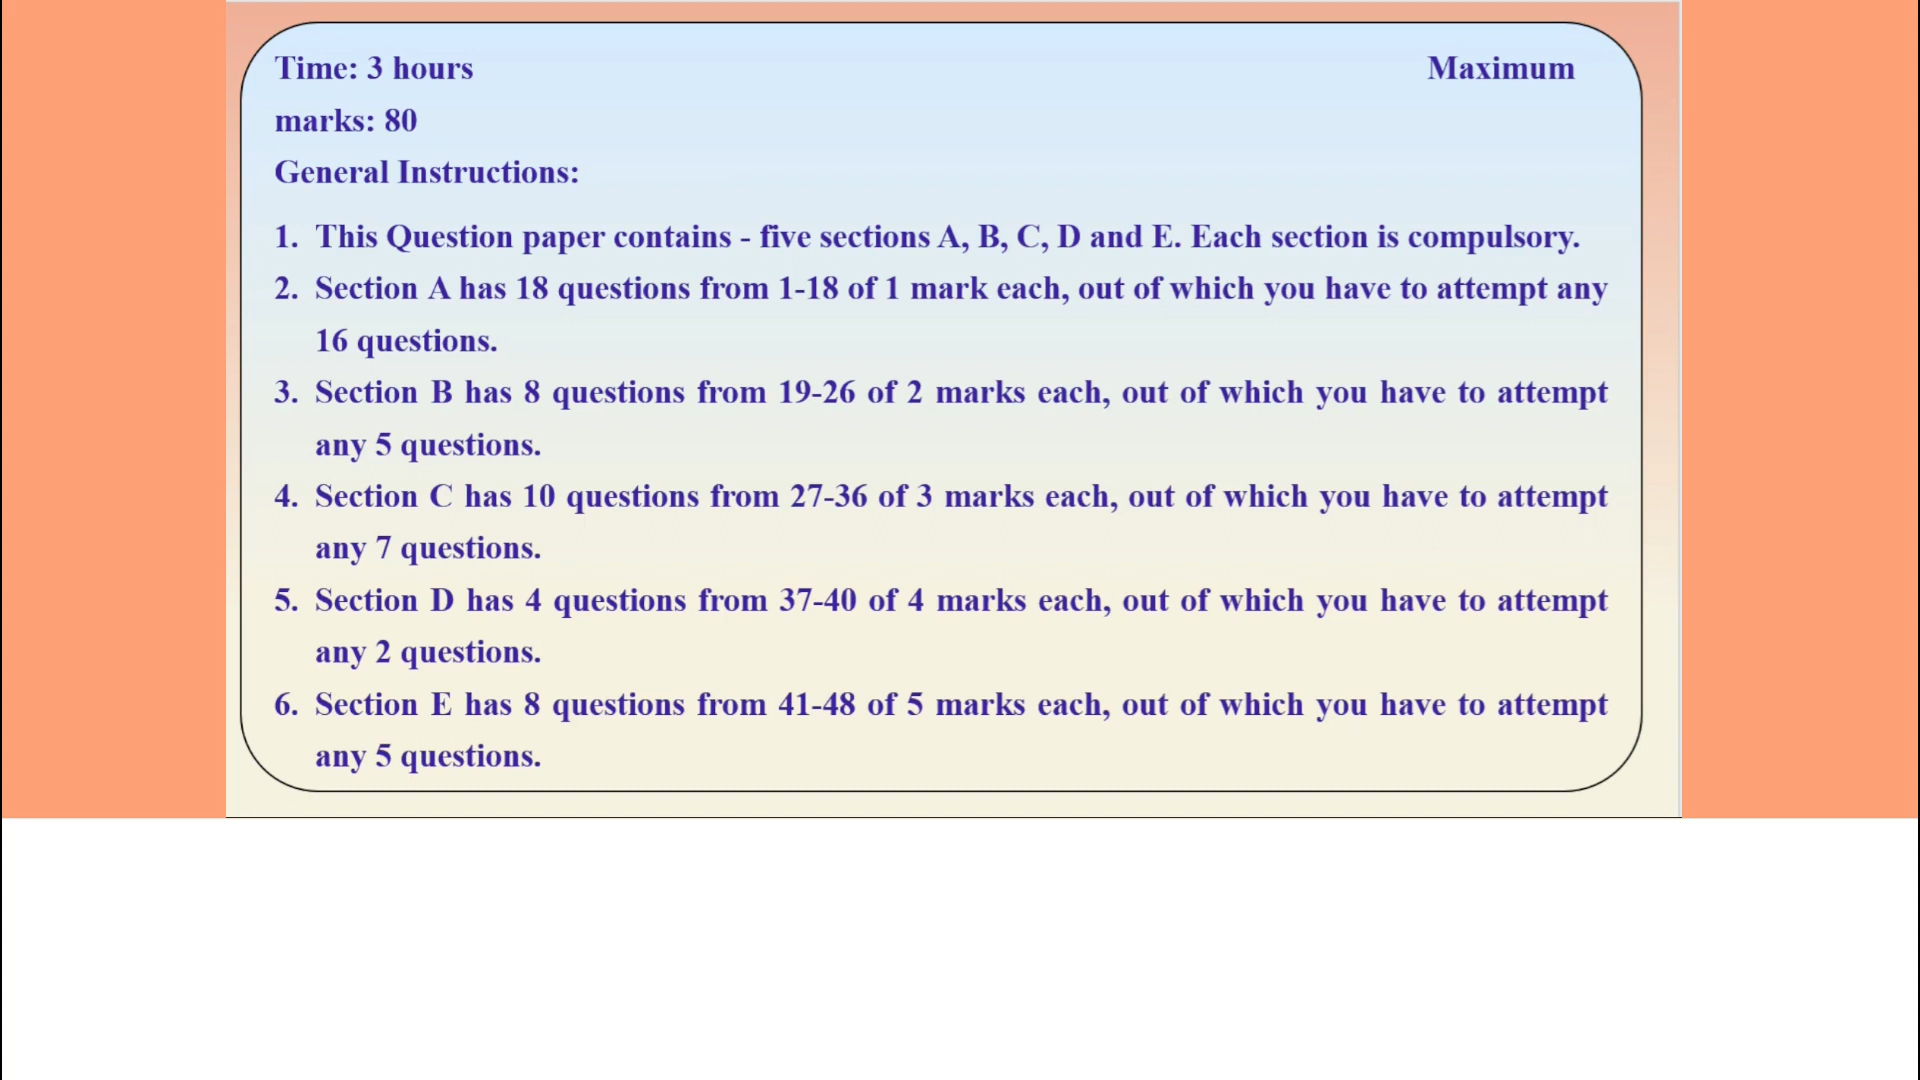 Time: 3 hours Maximum
marks: 80
General Instructions:
1. This Question paper contains - five sections A, B, C, D and E. Each section is compulsory.
2. Section A has 18 questions from 1-18 of 1 mark each, out of which you have to attempt any
16 questions.
3. Section B has 8 questions from 19-26 of 2 marks each, out of which you have to attempt
any 5 questions.
4. Section C has 10 questions from 27-36 of 3 marks each, out of which you have to attempt
any 7 questions.
5. Section D has 4 questions from 37-40 of 4 marks each, out of which you have to attempt
any 2 questions.
6. Section E has 8 questions from 41-48 of 5 marks each, out of which you have to attempt
any 5 questions.